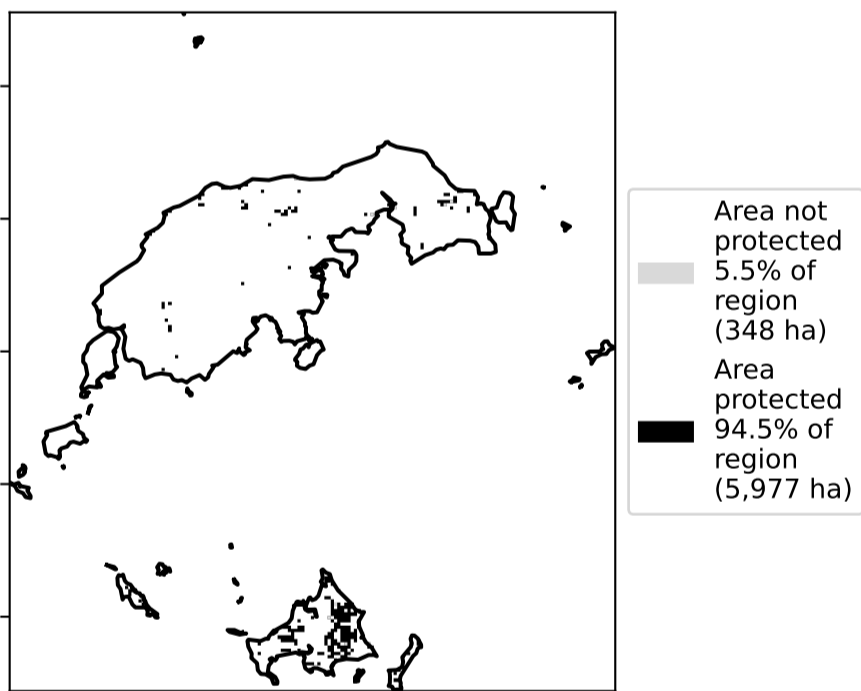 Area not
protected
5.5% of
region
(348 ha)
Area
protected
94.5% of
region
(5,977 ha)